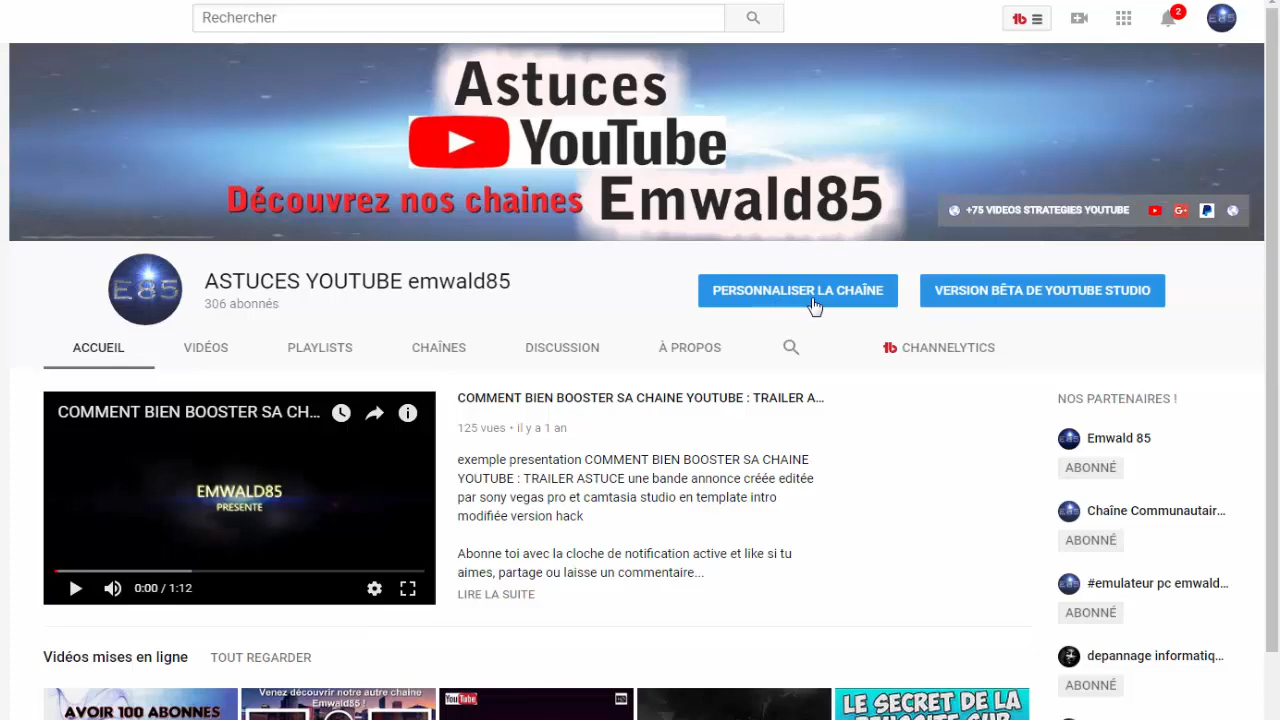 Rechercher
2
E85
Astuces
YouTube
Découvrez nos chaines Emwald85
+75 VIDEOS STRATEGIES YOUTUBE
E85
ASTUCES YOUTUBE emwald85
306 abonnés
PERSONNALISER LA CHAÎNE
VERSION BÊTA DE YOUTUBE STUDIO
ACCUEIL VIDÉOS PLAYLISTS CHAÎNES DISCUSSION À PROPOS CHANNELYTICS
COMMENT BIEN BOOSTER SA CH...
EMWALD85
PRESENTE
0:00 / 1:12
COMMENT BIEN BOOSTER SA CHAINE YOUTUBE : TRAILER A...
125 vues • il y a 1 an
exemple presentation COMMENT BIEN BOOSTER SA CHAINE
YOUTUBE : TRAILER ASTUCE une bande annonce créée editée
par sony vegas pro et camtasia studio en template intro
modifiée version hack
Abonne toi avec la cloche de notification active et like si tu
aimes, partage ou laisse un commentaire...
LIRE LA SUITE
NOS PARTENAIRES !
Emwald 85
ABONNÉ
Chaîne Communautair...
ABONNÉ
#emulateur pc emwald...
ABONNÉ
depannage informatiq...
ABONNÉ
Vidéos mises en ligne TOUT REGARDER
AVOIR 100 ABONNES
Venez découvrir notre autre chaine
Emwald85 !
YouTube
LE SECRET DE LA